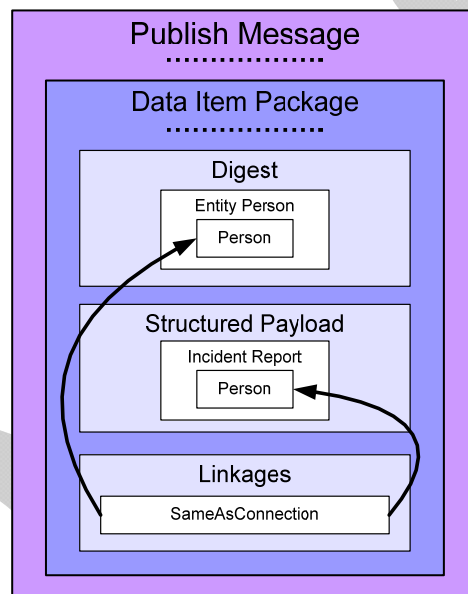 Publish Message
Data Item Package
Digest
Entity Person
Person
Structured Payload
Incident Report
Person
Linkages
SameAsConnection